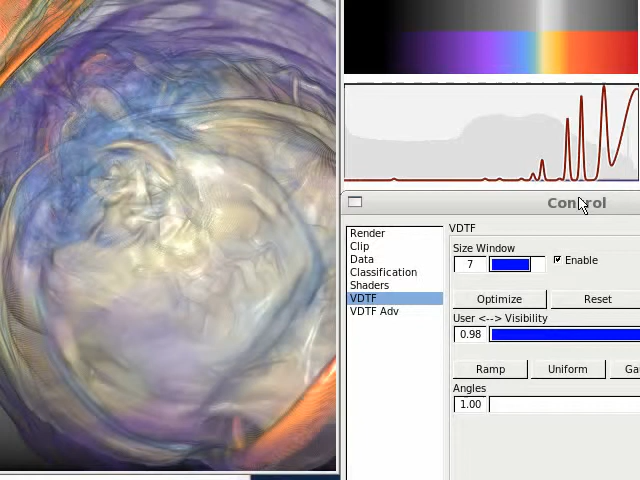 Control
Render
Clip
Data
Classification
Shaders
VDTF
VDTF Adv
VDTF
Size Window
7
Enable
Optimize
Reset
User <--> Visibility
0.98
Ramp
Uniform
Gau
Angles
1.00